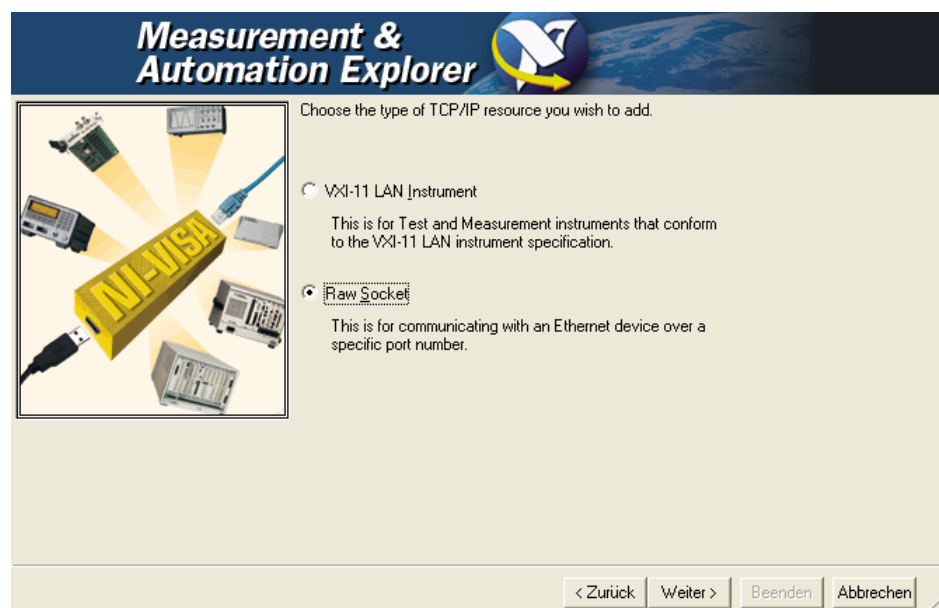 Measurement &
Automation Explorer
Choose the type of TCP/IP resource you wish to add.
VXI-11 LAN Instrument
This is for Test and Measurement instruments that conform
to the VXI-11 LAN instrument specification.
NI-VISA
Raw Socket
This is for communicating with an Ethernet device over a
specific port number.
< Zurück
Weiter >
Beenden
Abbrechen